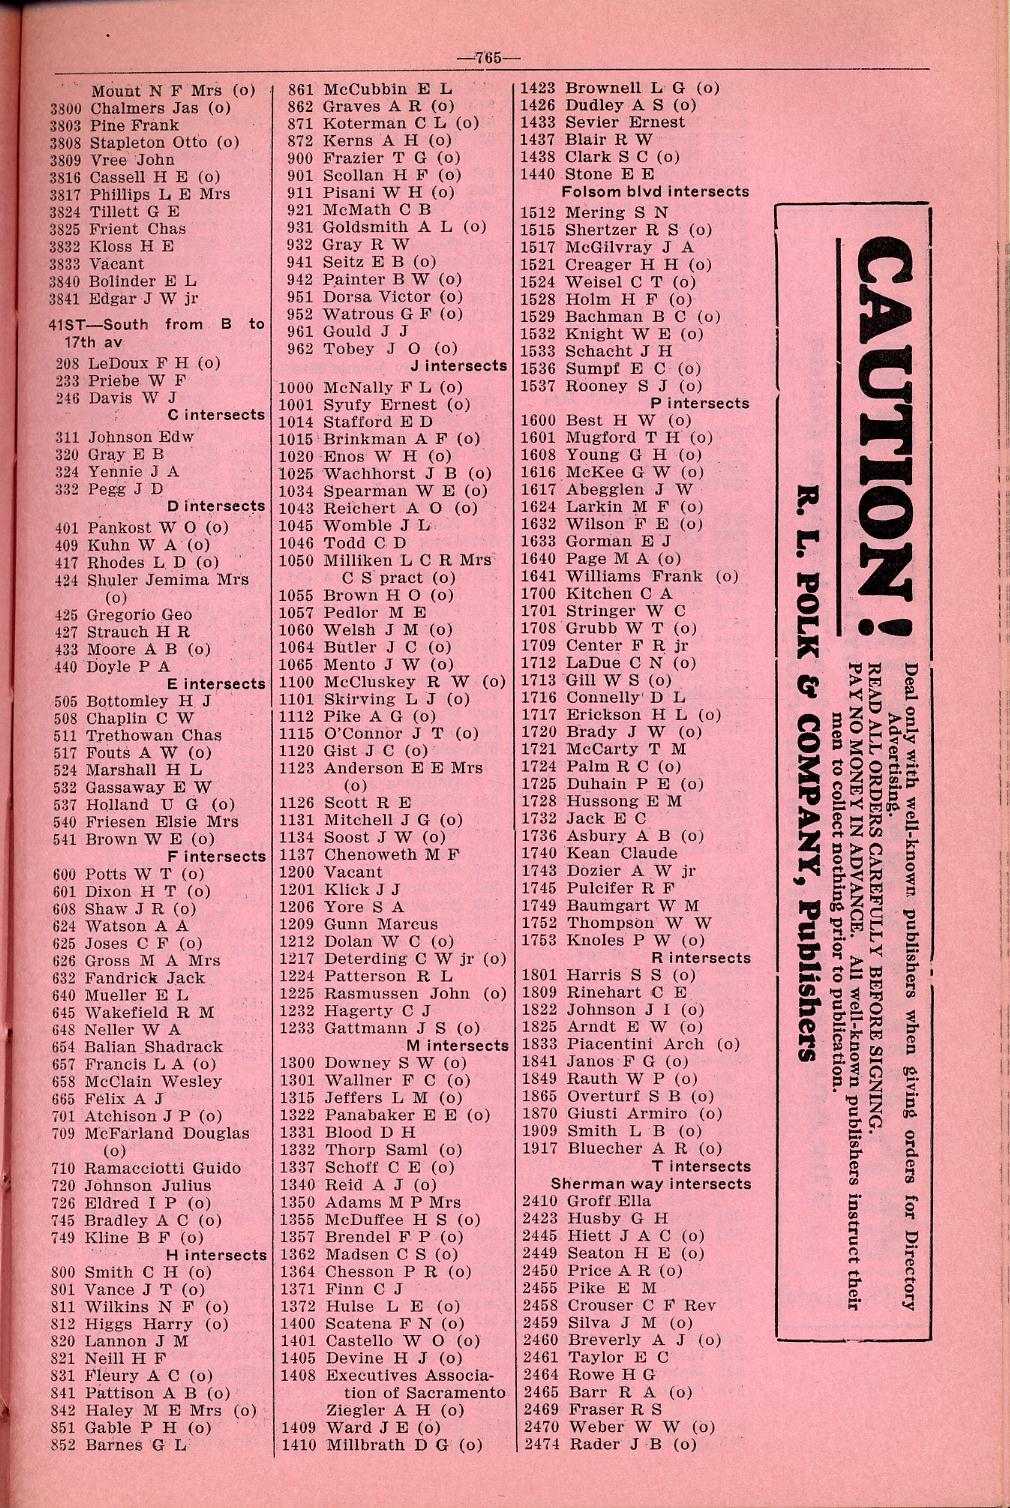 —765—
Mount N F Mrs (o)
3800 Chalmers Jas (o)
3803 Pine Frank
3808 Stapleton Otto (o)
3809 Vree John
3816 Cassell H E (o)
3817 Phillips L E Mrs
3824 Tillett G E
3825 Frient Chas
3832 Kloss H E
3833 Vacant
3840 Bolinder E L
3841 Edgar J W jr
41ST—South from B to
17th av
208 LeDoux F H (o)
233 Priebe W F
246 Davis W J
C intersects
311 Johnson Edw
320 Gray E B
324 Yennie J A
332 Pegg J D
D intersects
401 Pankost W O (o)
409 Kuhn W A (o)
417 Rhodes L D (o)
424 Shuler Jemima Mrs
(o)
425 Gregorio Geo
427 Strauch H R
433 Moore A B (o)
440 Doyle P A
E intersects
505 Bottomley H J
508 Chaplin C W
511 Trethowan Chas
517 Fouts A W (o)
524 Marshall H L
532 Gassaway E W
537 Holland U G (o)
540 Friesen Elsie Mrs
541 Brown W E (o)
F intersects
600 Potts W T (o)
601 Dixon H T (o)
608 Shaw J R (o)
624 Watson A A
625 Joses C F (o)
626 Gross M A Mrs
632 Fandrick Jack
640 Mueller E L
645 Wakefield R M
648 Neller W A
654 Balian Shadrack
657 Francis L A (o)
658 McClain Wesley
665 Felix A J
701 Atchison J P (o)
709 McFarland Douglas
(o)
710 Ramacciotti Guido
720 Johnson Julius
726 Eldred I P (o)
745 Bradley A C (o)
749 Kline B F (o)
H intersects
800 Smith C H (o)
801 Vance J T (o)
811 Wilkins N F (o)
812 Higgs Harry (o)
820 Lannon J M
821 Neill H F
831 Fleury A C (o)
841 Pattison A B (o)
842 Haley M E Mrs (o)
851 Gable P H (o)
852 Barnes G L
861 McCubbin E L
862 Graves A R (o)
871 Koterman C L (o)
872 Kerns A H (o)
900 Frazier T G (o)
901 Scollan H F (o)
911 Pisani W H (o)
921 McMath C B
931 Goldsmith A L (o)
932 Gray R W
941 Seitz E B (o)
942 Painter B W (o)
951 Dorsa Victor (o)
952 Watrous G F (o)
961 Gould J J
962 Tobey J O (o)
J intersects
1000 McNally F L (o)
1001 Syufy Ernest (o)
1014 Stafford E D
1015 Brinkman A F (o)
1020 Enos W H (o)
1025 Wachhorst J B (o)
1034 Spearman W E (o)
1043 Reichert A O (o)
1045 Womble J L
1046 Todd C D
1050 Milliken L C R Mrs
C S pract (o)
1055 Brown H O (o)
1057 Pedlor M E
1060 Welsh J M (o)
1064 Butler J C (o)
1065 Mento J W (o)
1100 McCluskey R W (o)
1101 Skirving L J (o)
1112 Pike A G (o)
1115 O'Connor J T (o)
1120 Gist J C (o)
1123 Anderson E E Mrs
(o)
1126 Scott R E
1131 Mitchell J G (o)
1134 Soost J W (o)
1137 Chenoweth M F
1200 Vacant
1201 Klick J J
1206 Yore S A
1209 Gunn Marcus
1212 Dolan W C (o)
1217 Deterding C W jr (o)
1224 Patterson R L
1225 Rasmussen John (o)
1232 Hagerty C J
1233 Gattmann J S (o)
M intersects
1300 Downey S W (o)
1301 Wallner F C (o)
1315 Jeffers L M (o)
1322 Panabaker E E (o)
1331 Blood D H
1332 Thorp Saml (o)
1337 Schoff C E (o)
1340 Reid A J (o)
1350 Adams M P Mrs
1355 McDuffee H S (o)
1357 Brendel F P (o)
1362 Madsen C S (o)
1364 Chesson P R (o)
1371 Finn C J
1372 Hulse L E (o)
1400 Scatena F N (o)
1401 Castello W O (o)
1405 Devine H J (o)
1408 Executives Associa-
tion of Sacramento
Ziegler A H (o)
1409 Ward J E (o)
1410 Millbrath D G (o)
1423 Brownell L G (o)
1426 Dudley A S (o)
1433 Sevier Ernest
1437 Blair R W
1438 Clark S C (o)
1440 Stone E E
Folsom blvd intersects
1512 Mering S N
1515 Shertzer R S (o)
1517 McGilvray J A
1521 Creager H H (o)
1524 Weisel C T (o)
1528 Holm H F (o)
1529 Bachman B C (o)
1532 Knight W E (o)
1533 Schacht J H
1536 Sumpf E C (o)
1537 Rooney S J (o)
P intersects
1600 Best H W (o)
1601 Mugford T H (o)
1608 Young G H (o)
1616 McKee G W (o)
1617 Abegglen J W
1624 Larkin M F (o)
1632 Wilson F E (o)
1633 Gorman E J
1640 Page M A (o)
1641 Williams Frank (o)
1700 Kitchen C A
1701 Stringer W C
1708 Grubb W T (o)
1709 Center F R jr
1712 LaDue C N (o)
1713 Gill W S (o)
1716 Connelly D L
1717 Erickson H L (o)
1720 Brady J W (o)
1721 McCarty T M
1724 Palm R C (o)
1725 Duhain P E (o)
1728 Hussong E M
1732 Jack E C
1736 Asbury A B (o)
1740 Kean Claude
1743 Dozier A W jr
1745 Pulcifer R F
1749 Baumgart W M
1752 Thompson W W
1753 Knoles P W (o)
R intersects
1801 Harris S S (o)
1809 Rinehart C E
1822 Johnson J I (o)
1825 Arndt E W (o)
1833 Piacentini Arch (o)
1841 Janos F G (o)
1849 Rauth W P (o)
1865 Overturf S B (o)
1870 Giusti Armiro (o)
1909 Smith L B (o)
1917 Bluecher A R (o)
T intersects
Sherman way intersects
2410 Groff Ella
2423 Husby G H
2445 Hiett J A C (o)
2449 Seaton H E (o)
2450 Price A R (o)
2455 Pike E M
2458 Crouser C F Rev
2459 Silva J M (o)
2460 Breverly A J (o)
2461 Taylor E C
2464 Rowe H G
2465 Barr R A (o)
2469 Fraser R S
2470 Weber W W (o)
2474 Rader J B (o)
CAUTION!
Deal only with well-known publishers when giving orders for Directory
Advertising.
READ ALL ORDERS CAREFULLY BEFORE SIGNING.
PAY NO MONEY IN ADVANCE. All well-known publishers instruct their
men to collect nothing prior to publication.
R. L. POLK & COMPANY, Publishers